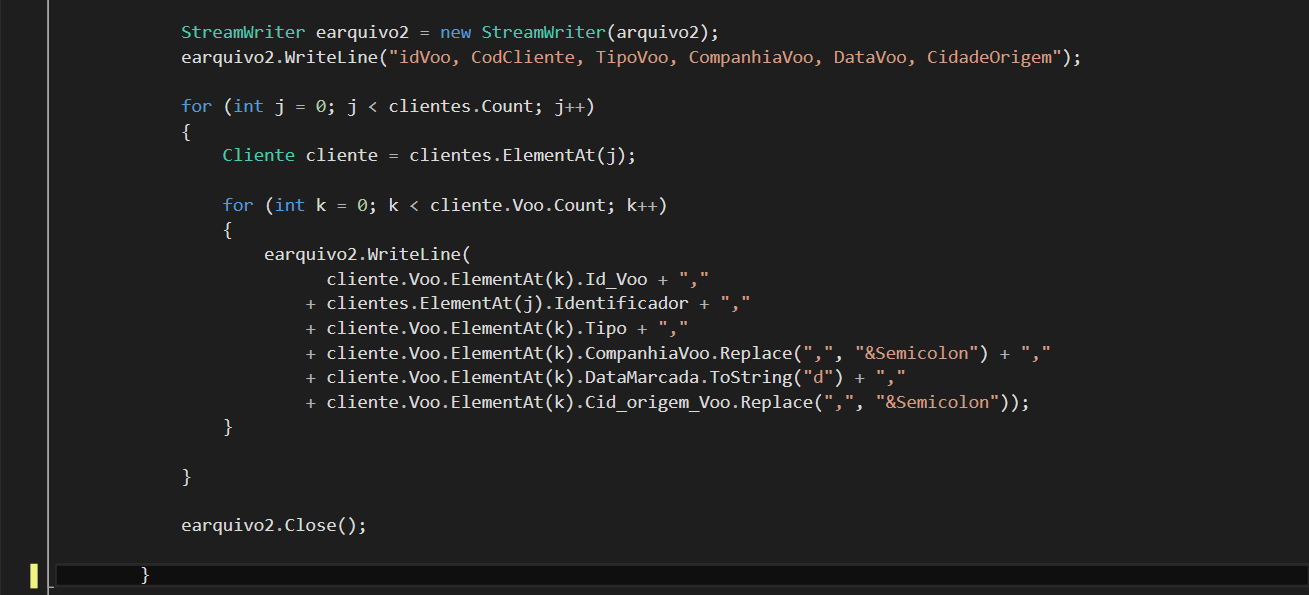 StreamWriter earquivo2 = new StreamWriter(arquivo2);
earquivo2.WriteLine("idVoo, CodCliente, TipoVoo, CompanhiaVoo, DataVoo, CidadeOrigem");
for (int j = 0; j < clientes.Count; j++)
{
Cliente cliente = clientes.ElementAt(j);
for (int k = 0; k < cliente.Voo.Count; k++)
{
earquivo2.WriteLine(
cliente.Voo.ElementAt(k).Id_Voo + ","
+ clientes.ElementAt(j).Identificador + ","
+ cliente.Voo.ElementAt(k).Tipo + ","
+ cliente.Voo.ElementAt(k).CompanhiaVoo.Replace(",", "&Semicolon") + ","
+ cliente.Voo.ElementAt(k).DataMarcada.ToString("d") + ","
+ cliente.Voo.ElementAt(k).Cid_origem_Voo.Replace(",", "&Semicolon"));
}
}
earquivo2.Close();
}